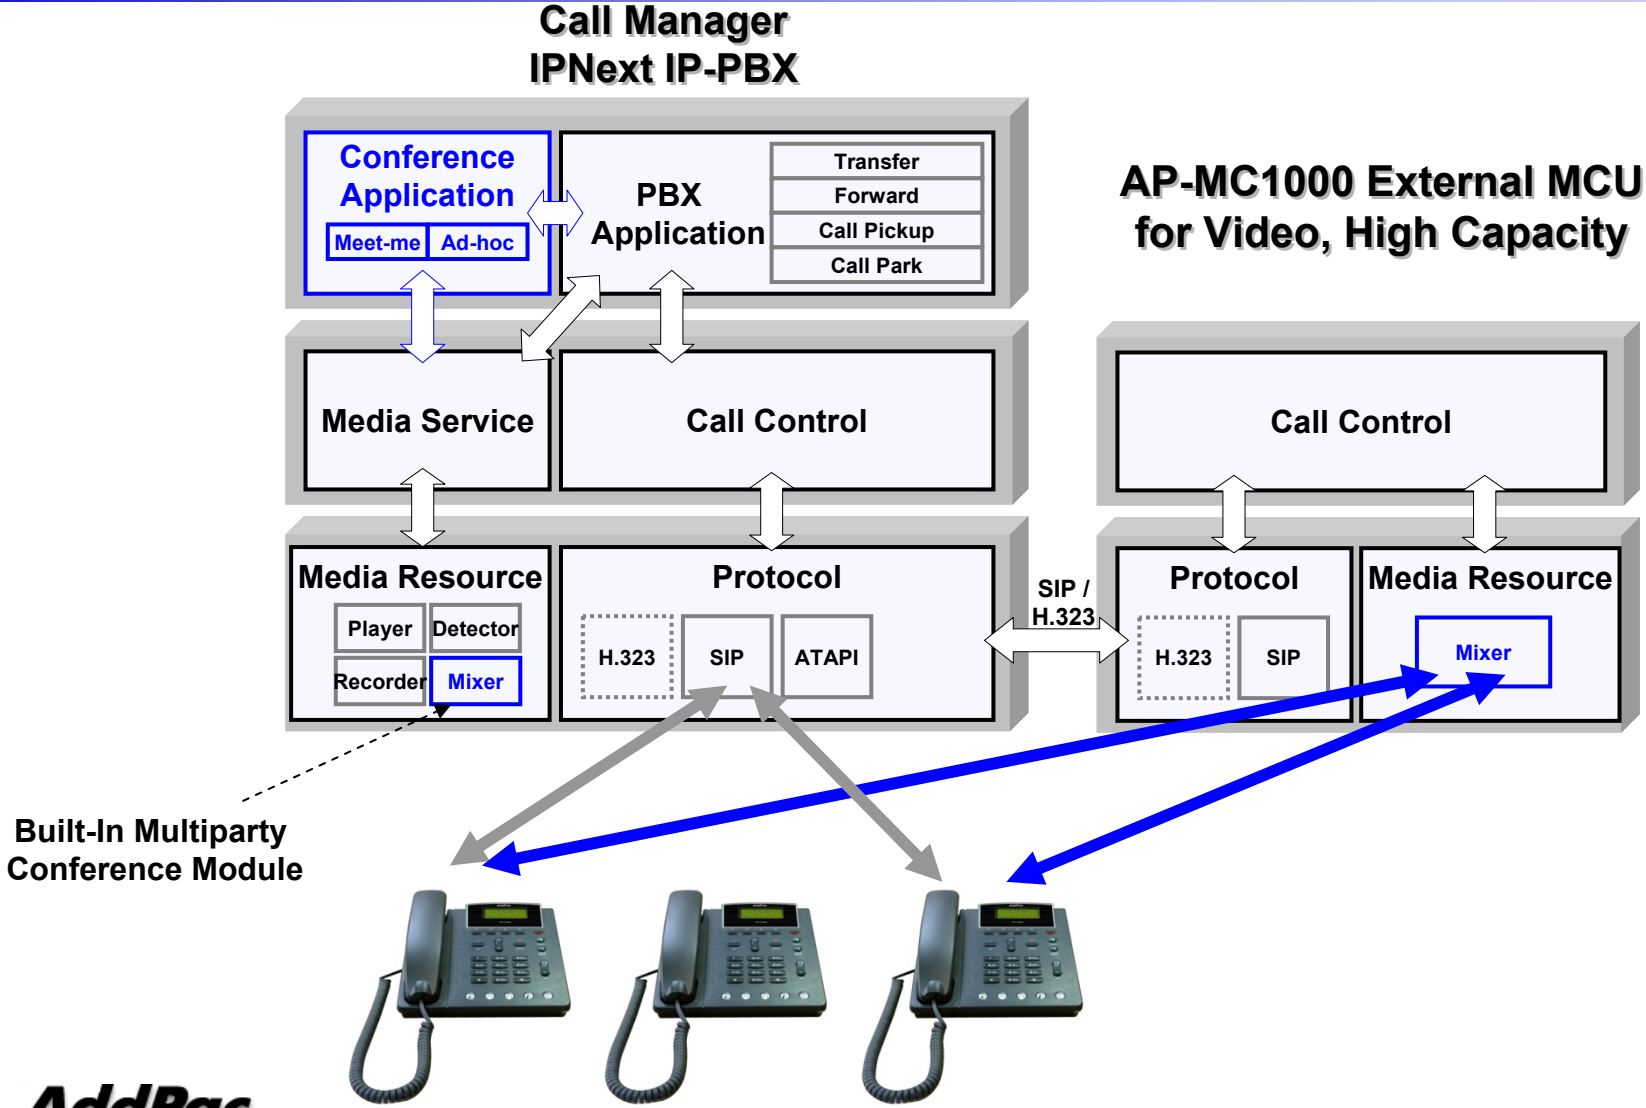 Call Manager
IPNext IP-PBX
Conference
Application
Meet-me
Ad-hoc
PBX
Application
Transfer
Forward
Call Pickup
Call Park
AP-MC1000 External MCU
for Video, High Capacity
Media Service
Call Control
Call Control
Media Resource
Player
Detector
Recorder
Mixer
Protocol
H.323
SIP
ATAPI
SIP /
H.323
Protocol
H.323
SIP
Media Resource
Mixer
Built-In Multiparty
Conference Module
AddPac